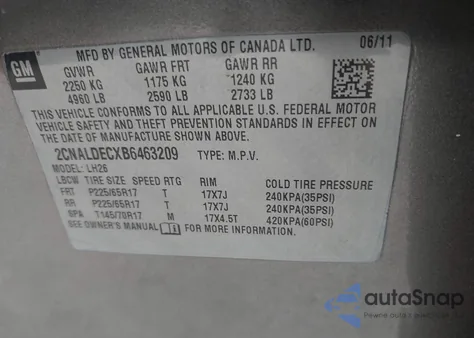 GM
MFD BY GENERAL MOTORS OF CANADA LTD. 06/11
GVWR GAWR FRT GAWR RR
2250 KG 1175 KG 1240 KG
4960 LB 2590 LB 2733 LB
THIS VEHICLE CONFORMS TO ALL APPLICABLE U.S. FEDERAL MOTOR
VEHICLE SAFETY AND THEFT PREVENTION STANDARDS IN EFFECT ON
THE DATE OF MANUFACTURE SHOWN ABOVE.
2CNALDECXB6463209 TYPE: M.P.V.
MODEL: LH26
LBCW TIRE SIZE SPEED RTG RIM COLD TIRE PRESSURE
FRT P225/65R17 T 17X7J 240KPA(35PSI)
RR P225/65R17 T 17X7J 240KPA(35PSI)
SPA T145/70R17 M 17X4.5T 420KPA(60PSI)
SEE OWNER'S MANUAL FOR MORE INFORMATION
autoSnap